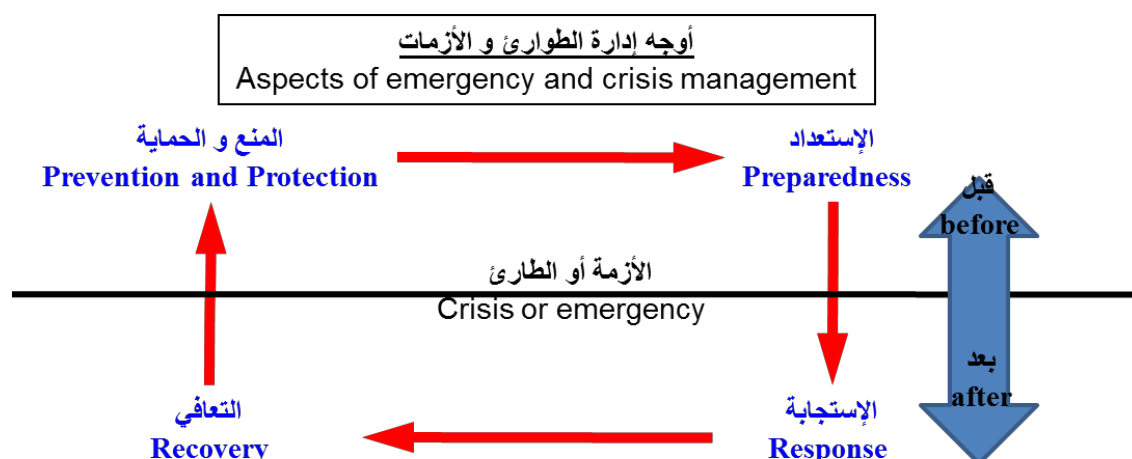 أوجه إدارة الطوارئ و الأزمات
Aspects of emergency and crisis management
المنع و الحماية
Prevention and Protection
الإستعداد
Preparedness
قبل
before
الأزمة أو الطارئ
Crisis or emergency
بعد
after
التعافي
Recovery
الإستجابة
Response